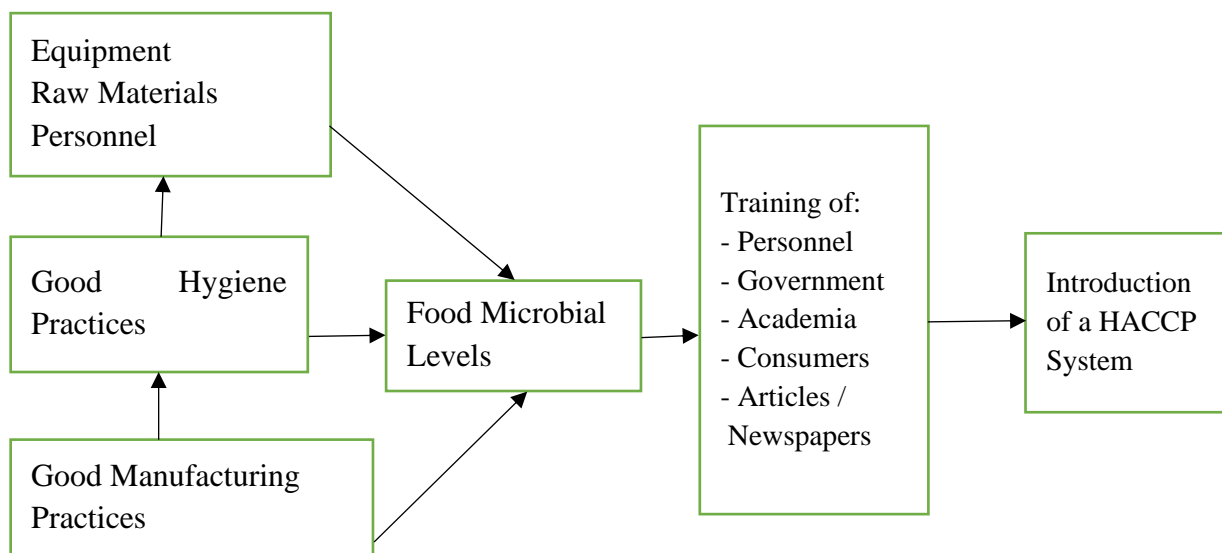 Equipment
Raw Materials
Personnel
Good Hygiene
Practices
Good Manufacturing
Practices
Food Microbial
Levels
Training of:
- Personnel
- Government
- Academia
- Consumers
- Articles /
Newspapers
Introduction
of a HACCP
System